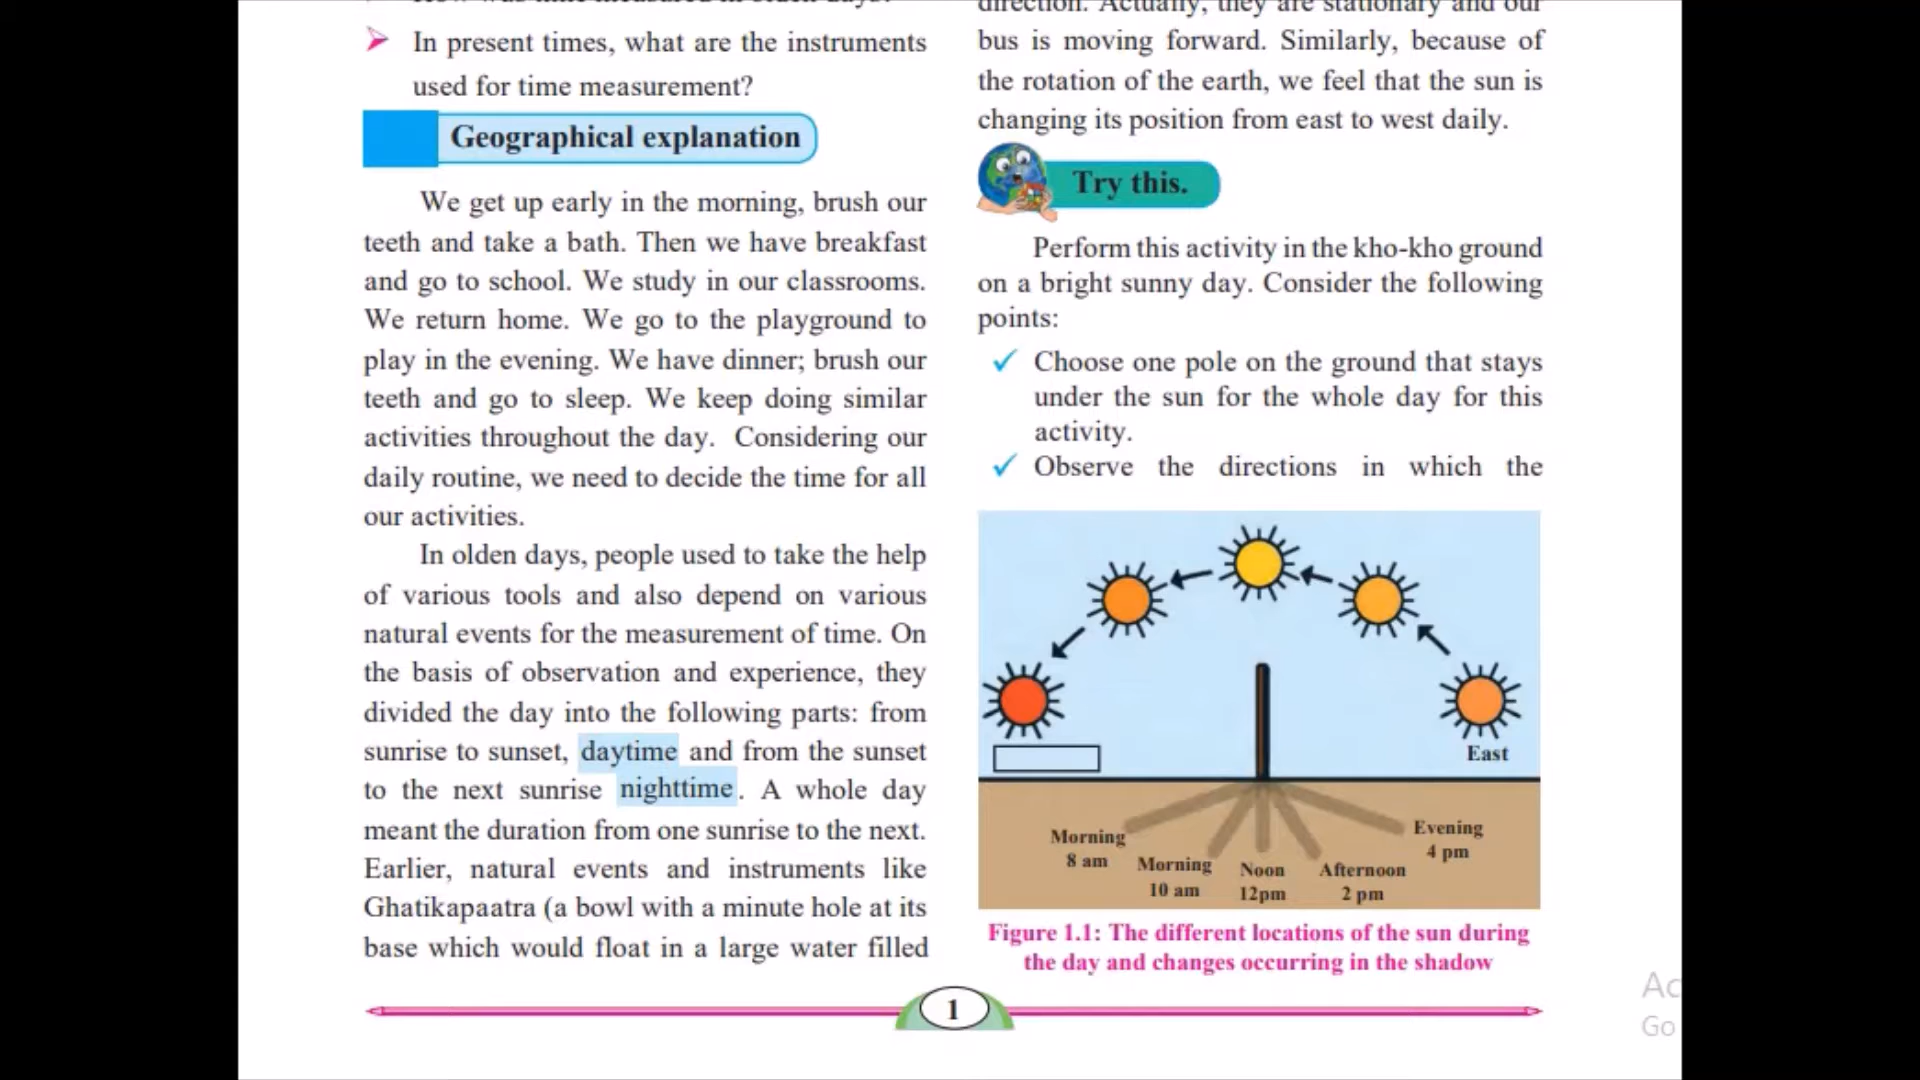 In present times, what are the instruments
used for time measurement?
Geographical explanation
We get up early in the morning, brush our
teeth and take a bath. Then we have breakfast
and go to school. We study in our classrooms.
We return home. We go to the playground to
play in the evening. We have dinner; brush our
teeth and go to sleep. We keep doing similar
activities throughout the day. Considering our
daily routine, we need to decide the time for all
our activities.
In olden days, people used to take the help
of various tools and also depend on various
natural events for the measurement of time. On
the basis of observation and experience, they
divided the day into the following parts: from
sunrise to sunset, daytime and from the sunset
to the next sunrise nighttime. A whole day
meant the duration from one sunrise to the next.
Earlier, natural events and instruments like
Ghatikapaatra (a bowl with a minute hole at its
base which would float in a large water filled
direction. Actually, they are stationary and our
bus is moving forward. Similarly, because of
the rotation of the earth, we feel that the sun is
changing its position from east to west daily.
Try this.
Perform this activity in the kho-kho ground
on a bright sunny day. Consider the following
points:
✓ Choose one pole on the ground that stays
under the sun for the whole day for this
activity.
✓ Observe the directions in which the
East
Morning
8 am
Morning
10 am
Noon
12pm
Afternoon
2 pm
Evening
4 pm
Figure 1.1: The different locations of the sun during
the day and changes occurring in the shadow
1
Go